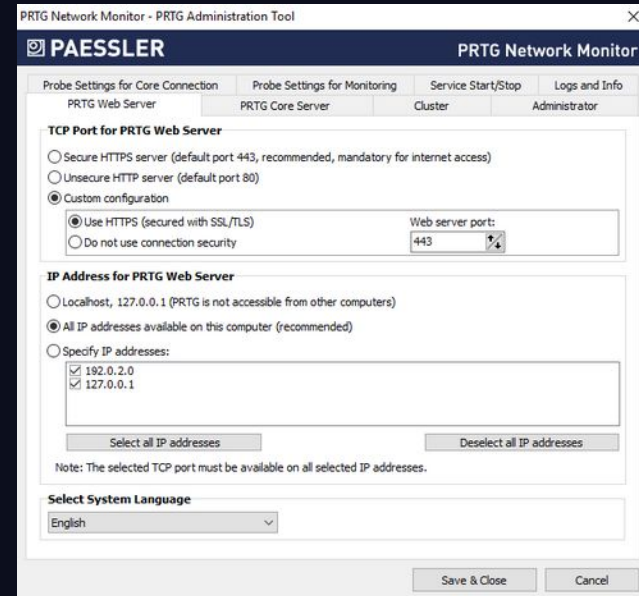 PRTG Network Monitor - PRTG Administration Tool
PAESSLER
PRTG Network Monitor
Probe Settings for Core Connection
Probe Settings for Monitoring
Service Start/Stop
Logs and Info
PRTG Web Server
PRTG Core Server
Cluster
Administrator
TCP Port for PRTG Web Server
Secure HTTPS server (default port 443, recommended, mandatory for internet access)
Unsecure HTTP server (default port 80)
Custom configuration
Use HTTPS (secured with SSL/TLS)
Web server port:
Do not use connection security
443
IP Address for PRTG Web Server
Localhost, 127.0.0.1 (PRTG is not accessible from other computers)
All IP addresses available on this computer (recommended)
Specify IP addresses:
192.0.2.0
127.0.0.1
Select all IP addresses
Deselect all IP addresses
Note: The selected TCP port must be available on all selected IP addresses.
Select System Language
English
Save & Close
Cancel